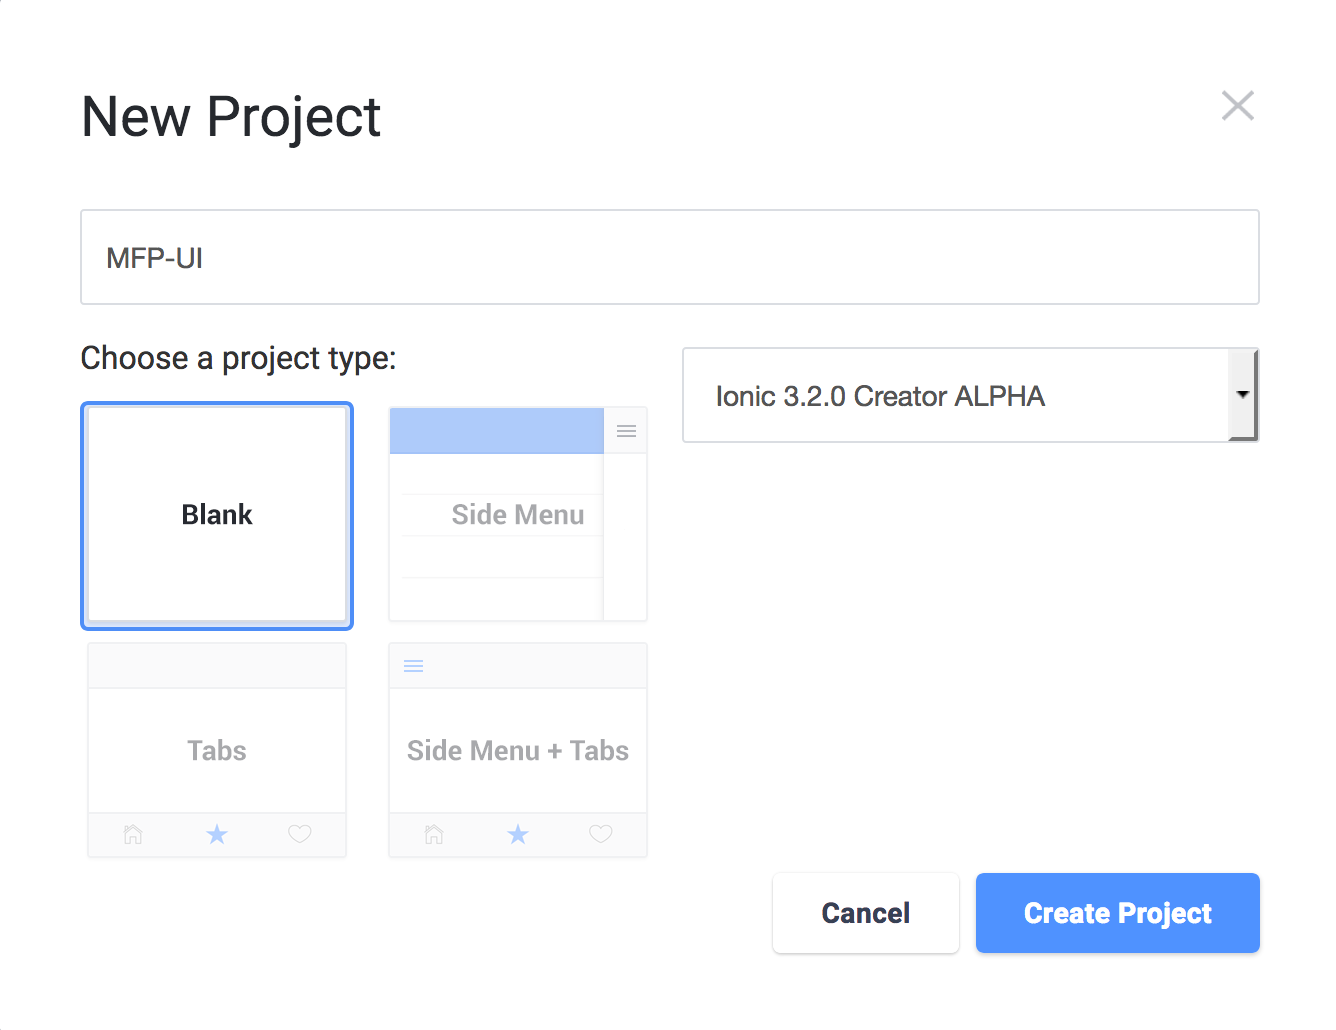 New Project
MFP-UI
Choose a project type:
Ionic 3.2.0 Creator ALPHA
Blank
Side Menu
Tabs
Side Menu + Tabs
Cancel
Create Project